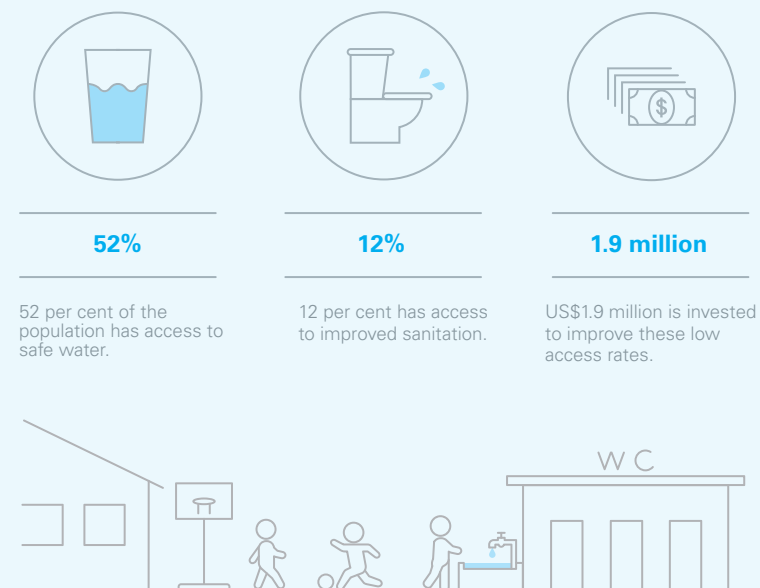 52%
12%
1.9 million
52 per cent of the
population has access to
safe water.
12 per cent has access
to improved sanitation.
US$1.9 million is invested
to improve these low
access rates.
$
W C